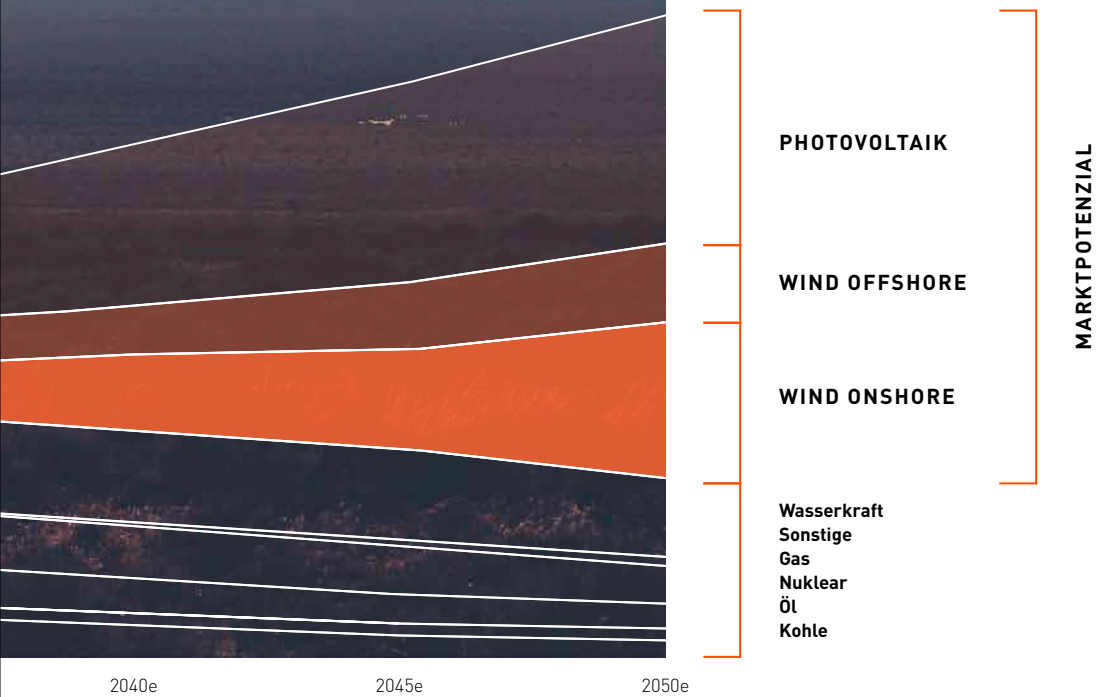 PHOTOVOLTAIK
WIND OFFSHORE
WIND ONSHORE
MARKTPOTENZIAL
Wasserkraft
Sonstige
Gas
Nuklear
Öl
Kohle
2040e
2045e
2050e